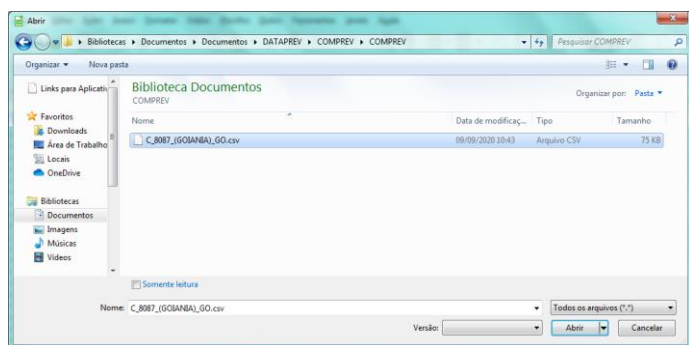 Abrir
Bibliotecas ▸ Documentos ▸ Documentos ▸ DATAPREV ▸ COMPREV ▸ COMPREV
Pesquisar COMPREV
Organizar
Nova pasta
Links para Aplicativ
Biblioteca Documentos
COMPREV
Organizar por: Pasta
Favoritos
Downloads
Área de Trabalho
Locais
OneDrive
Bibliotecas
Documentos
Imagens
Músicas
Vídeos
Nome
Data de modificaç...
Tipo
Tamanho
C_8087_(GOIANIA)_GO.csv
09/09/2020 10:43
Arquivo CSV
75 KB
Somente leitura
Nome: C_8087_(GOIANIA)_GO.csv
Todos os arquivos (*.*)
Versão:
Abrir
Cancelar